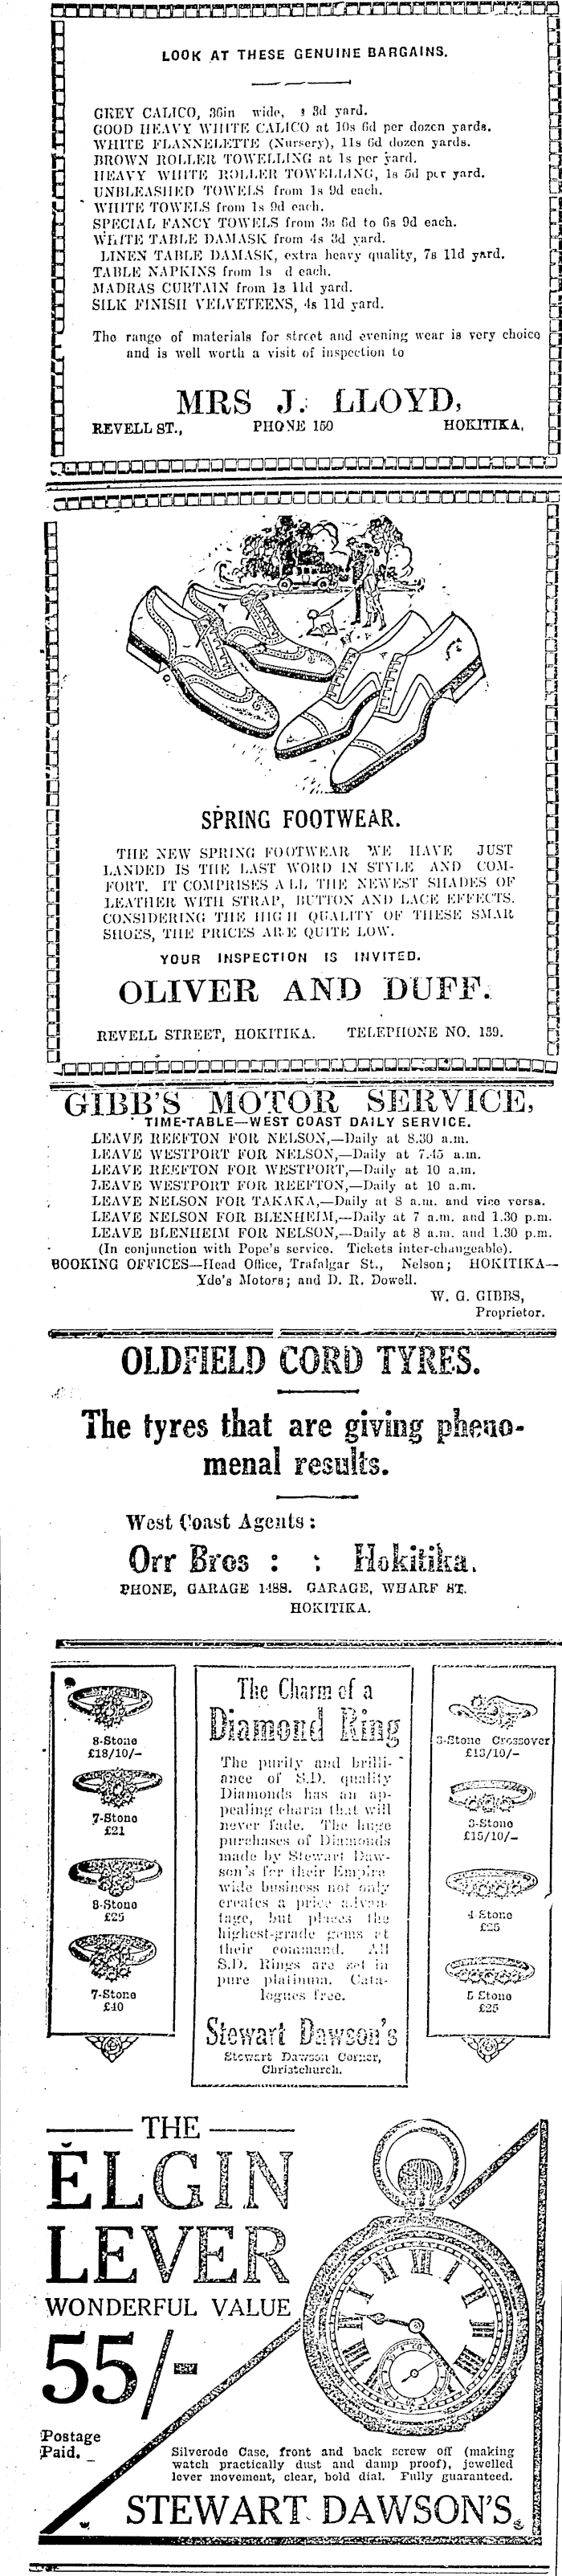 LOOK AT THESE GENUINE BARGAINS.
GREY CALICO, 36in wide, 3d yard.
GOOD HEAVY WHITE CALICO at 10s 6d per dozen yards.
WHITE FLANNELETTE (Nursery), 11s 6d dozen yards.
BROWN ROLLER TOWELLING at 1s per yard.
HEAVY WHITE ROLLER TOWELLING, 1s 5d per yard.
UNBLEASHED TOWELS from 1s 9d each.
WHITE TOWELS from 1s 9d each.
SPECIAL FANCY TOWELS from 3s 6d to 6s 9d each.
WHITE TABLE DAMASK from 4s 3d yard.
LINEN TABLE DAMASK, extra heavy quality, 7s 11d yard.
TABLE NAPKINS from 1s d each.
MADRAS CURTAIN from 1s 11d yard.
SILK FINISH VELVETEENS, 4s 11d yard.
The range of materials for street and evening wear is very choice
and is well worth a visit of inspection to
MRS J. LLOYD,
REVELL ST., PHONE 150 HOKITIKA,
SPRING FOOTWEAR.
THE NEW SPRING FOOTWEAR WE HAVE JUST
LANDED IS THE LAST WORD IN STYLE AND COM-
FORT. IT COMPRISES ALL THE NEWEST SHADES OF
LEATHER WITH STRAP, BUTTON AND LACE EFFECTS.
CONSIDERING THE HIGH QUALITY OF THESE SMAR
SHOES, THE PRICES ARE QUITE LOW.
YOUR INSPECTION IS INVITED.
OLIVER AND DUFF.
REVELL STREET, HOKITIKA. TELEPHONE NO. 139.
GIBB'S MOTOR SERVICE,
TIME-TABLE—WEST COAST DAILY SERVICE.
LEAVE REEFTON FOR NELSON,—Daily at 8.30 a.m.
LEAVE WESTPORT FOR NELSON,—Daily at 7.45 a.m.
LEAVE REEFTON FOR WESTPORT,—Daily at 10 a.m.
LEAVE WESTPORT FOR REEFTON,—Daily at 10 a.m.
LEAVE NELSON FOR TAKAKA,—Daily at 8 a.m. and vice versa.
LEAVE NELSON FOR BLENHEIM,—Daily at 7 a.m. and 1.30 p.m.
LEAVE BLENHEIM FOR NELSON,—Daily at 8 a.m. and 1.30 p.m.
(In conjunction with Pope's service. Tickets inter-changeable).
BOOKING OFFICES—Head Office, Trafalgar St., Nelson; HOKITIKA—
Yde's Motors; and D. R. Dowell.
W. G. GIBBS,
Proprietor.
OLDFIELD CORD TYRES.
The tyres that are giving pheno-
menal results.
West Coast Agents:
Orr Bros : : Hokitika.
PHONE, GARAGE 148S. GARAGE, WHARF ST.
HOKITIKA.
8-Stone
£18/10/-
7-Stone
£21
8-Stone
£25
7-Stone
£40
The Charm of a
Diamond Ring
The purity and brilli-
ance of S.D. quality
Diamonds has an ap-
pealing charm that will
never fade. The huge
purchases of Diamonds
made by Stewart Daw-
son's for their Empire
wide business not only
creates a price advan-
tage, but places the
highest-grade gems at
their command. All
S.D. Rings are set in
pure platinum. Cata-
logues free.
Stewart Dawson's
Stewart Dawson Corner,
Christchurch.
3-Stone Crossover
£13/10/-
3-Stone
£15/10/-
4 Stone
£25
5 Stone
£25
THE
ELGIN
LEVER
WONDERFUL VALUE
55/-
Postage
Paid.
Silverode Case, front and back screw off (making
watch practically dust and damp proof), jewelled
lever movement, clear, bold dial. Fully guaranteed.
STEWART DAWSON'S